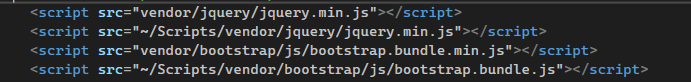 <script src="vendor/jquery/jquery.min.js"></script>
<script src="~/Scripts/vendor/jquery/jquery.min.js"></script>
<script src="vendor/bootstrap/js/bootstrap.bundle.min.js"></script>
<script src="~/Scripts/vendor/bootstrap/js/bootstrap.bundle.js"></script>